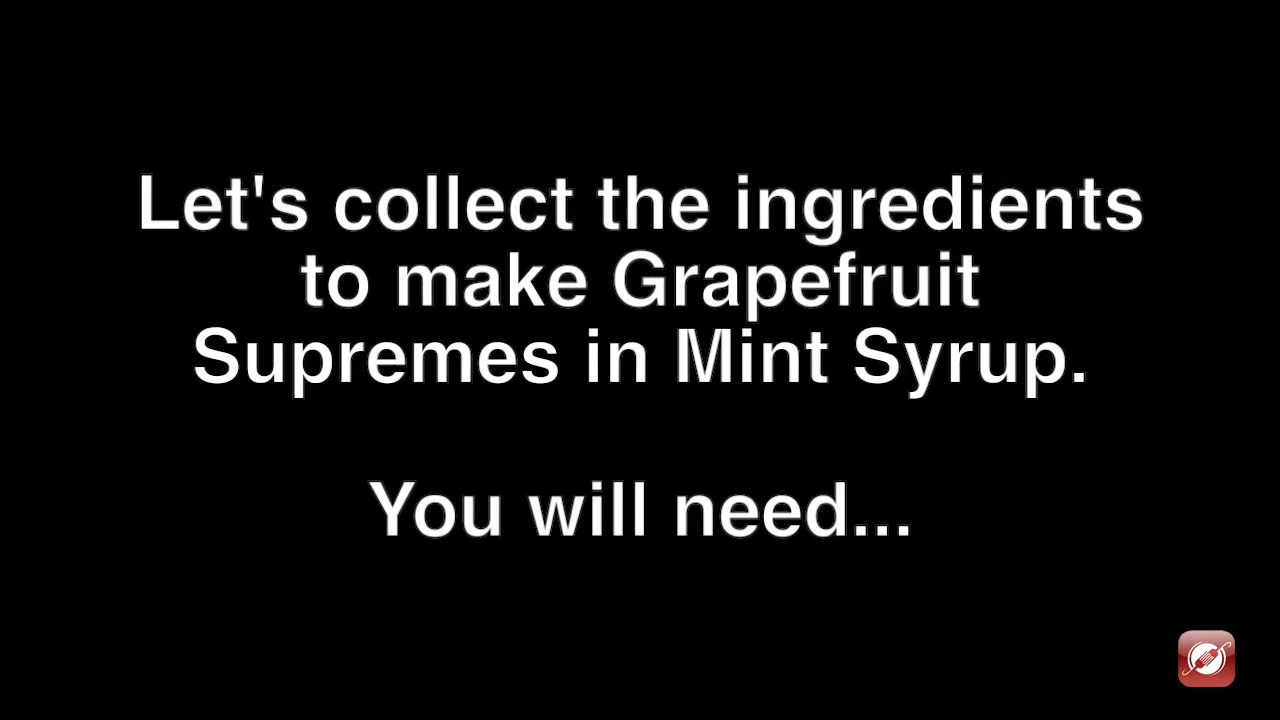 Let's collect the ingredients
to make Grapefruit
Supremes in Mint Syrup.
You will need...